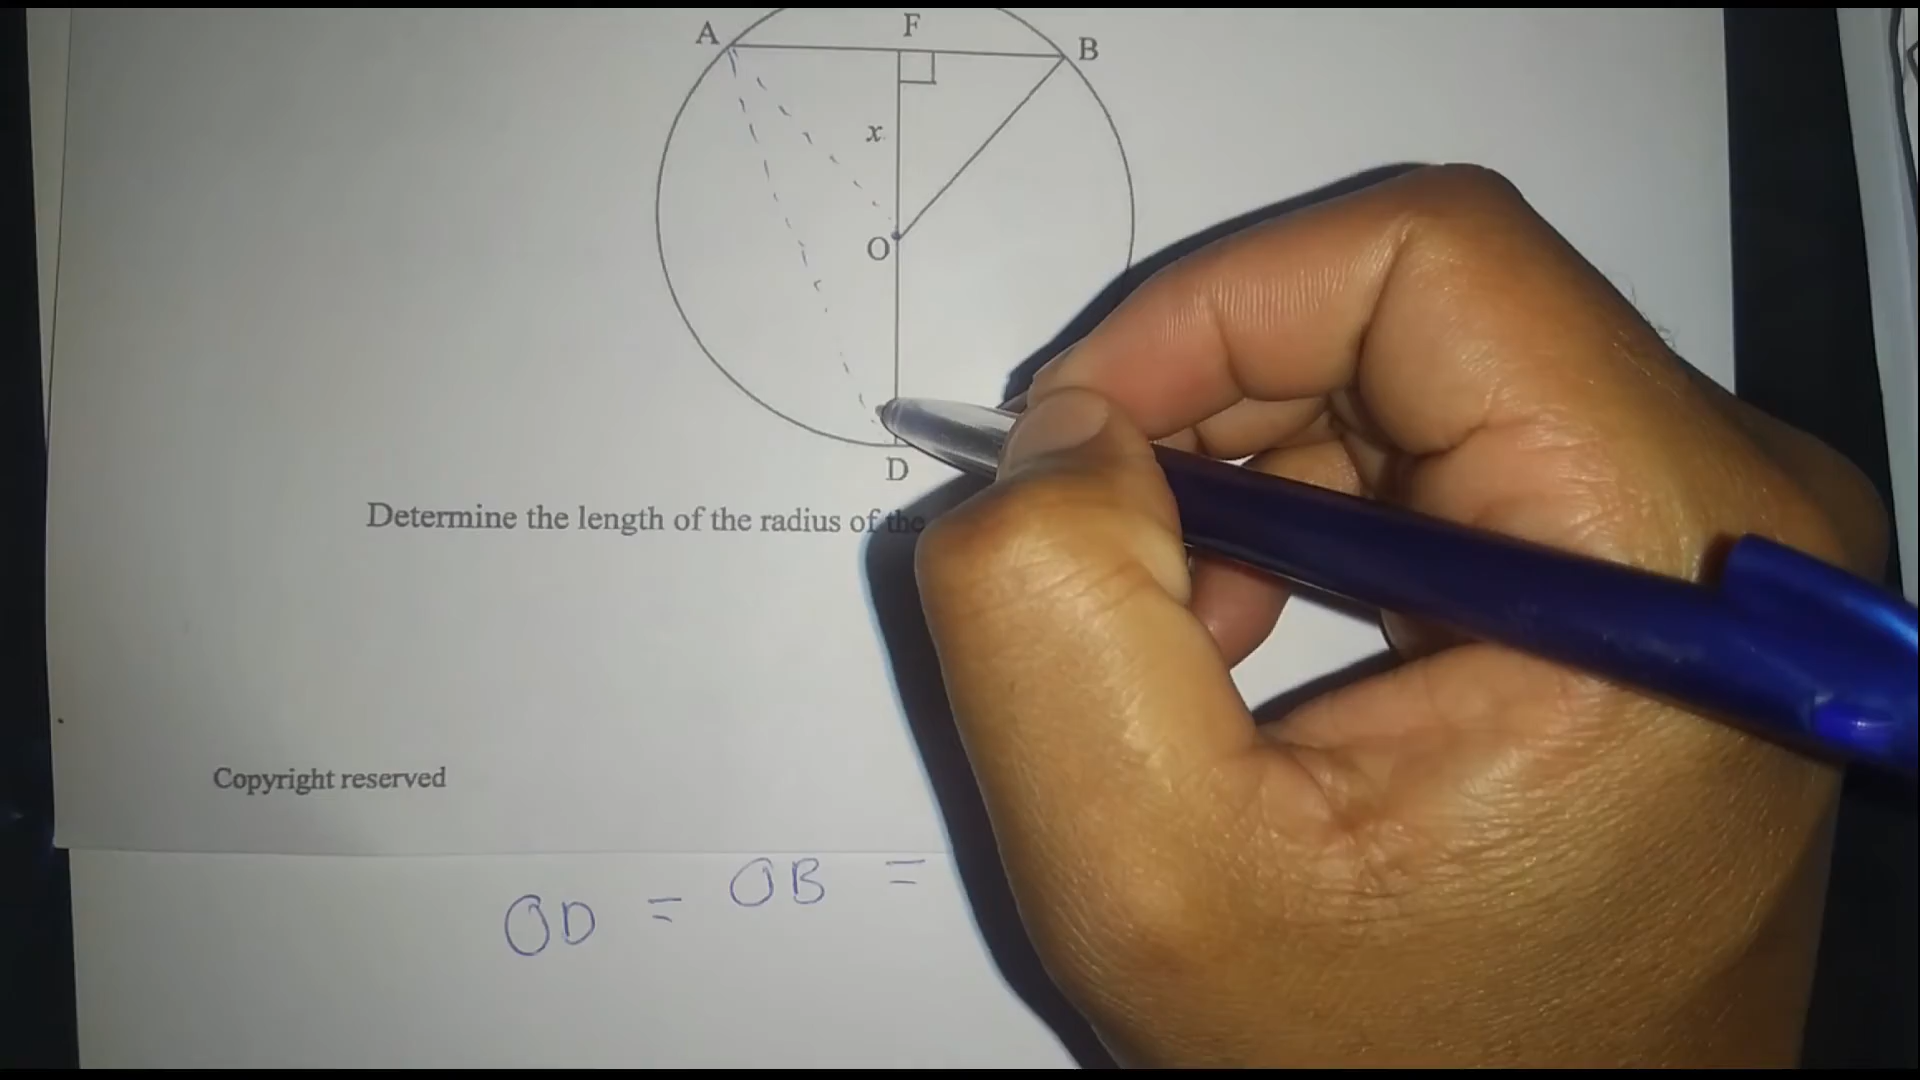 A F B
x
O
D
Determine the length of the radius of the
Copyright reserved
OD = OB =